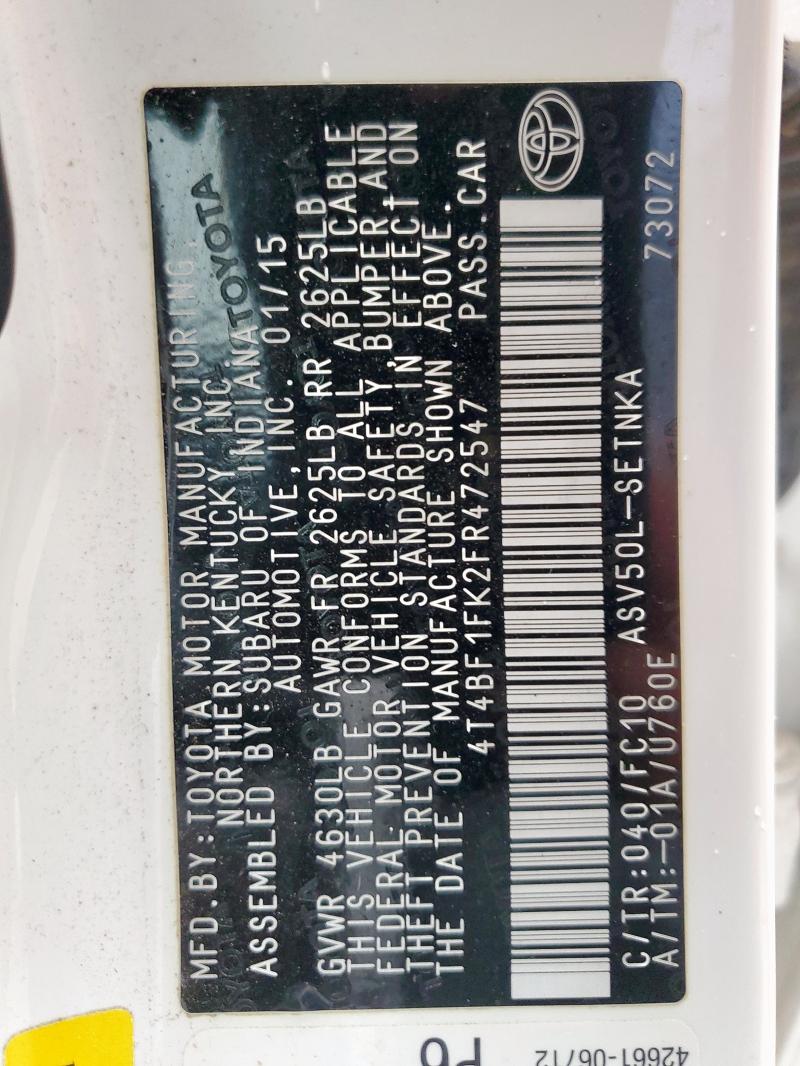 MFD.BY:TOYOTA MOTOR MANUFACTURING,
NORTHERN KENTUCKY, INC.
ASSEMBLED BY:SUBARU OF INDIANA
AUTOMOTIVE,INC. 01/15
GVWR 4630LB GAWR FR 2625LB RR 2625LB
THIS VEHICLE CONFORMS TO ALL APPLICABLE
FEDERAL MOTOR VEHICLE SAFETY, BUMPER, AND
THEFT PREVENTION STANDARDS IN EFFECT ON
THE DATE OF MANUFACTURE SHOWN ABOVE.
4T4BF1FK2FR472547 PASS.CAR
C/TR:040/FC10 ASV50L-SETNKA
A/TM:-01A/U760E 73072
42661-06712